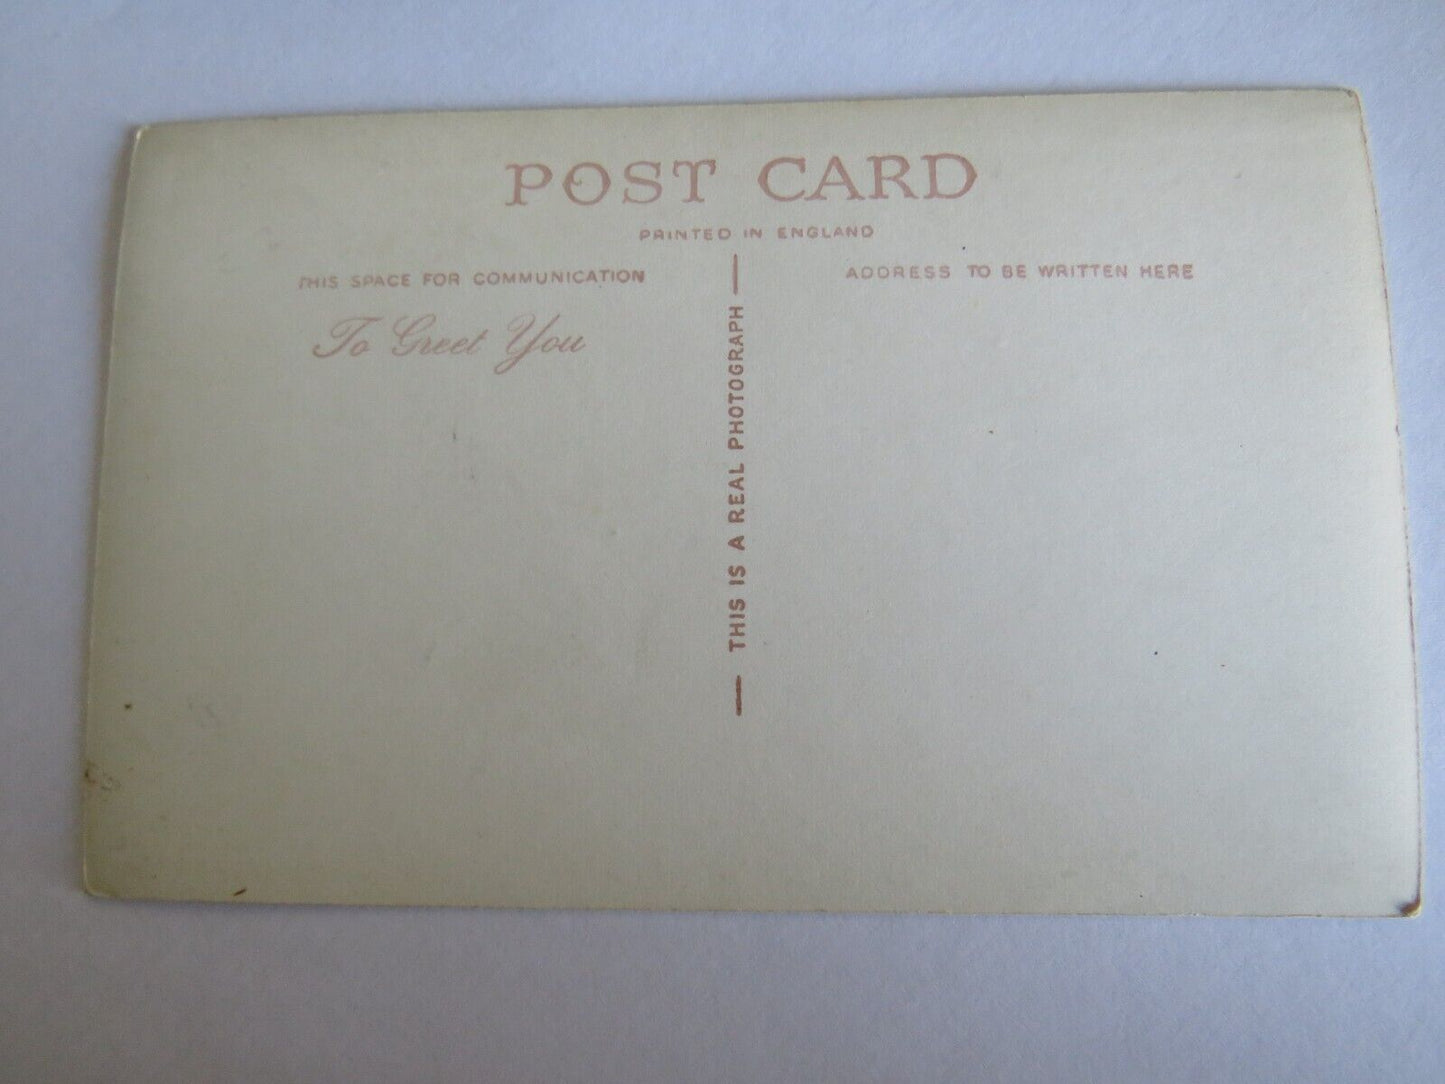 POST CARD
PRINTED IN ENGLAND
THIS SPACE FOR COMMUNICATION
ADDRESS TO BE WRITTEN HERE
To Greet You
THIS IS A REAL PHOTOGRAPH